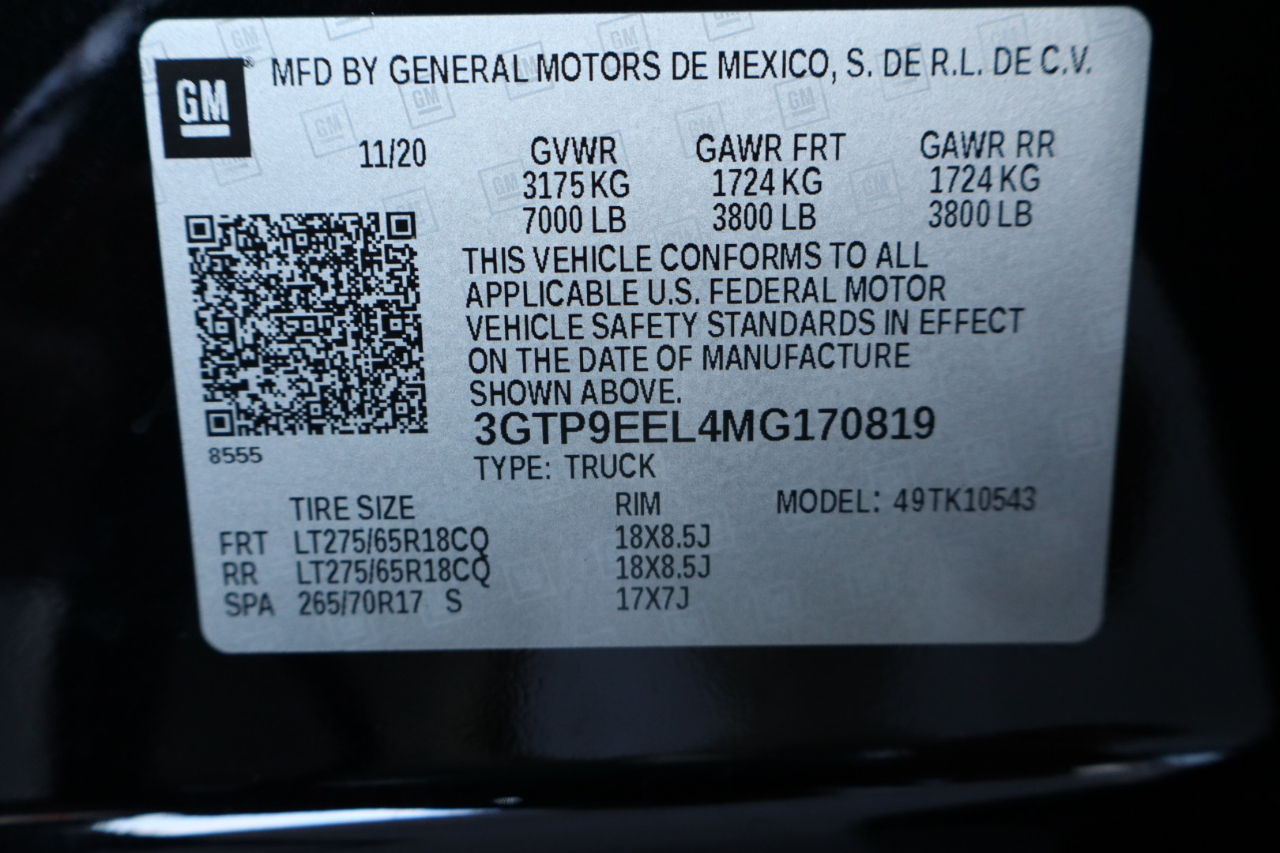 GM® MFD BY GENERAL MOTORS DE MEXICO, S. DE R.L. DE C.V.
11/20 GVWR GAWR FRT GAWR RR
3175 KG 1724 KG 1724 KG
7000 LB 3800 LB 3800 LB
THIS VEHICLE CONFORMS TO ALL
APPLICABLE U.S. FEDERAL MOTOR
VEHICLE SAFETY STANDARDS IN EFFECT
ON THE DATE OF MANUFACTURE
SHOWN ABOVE.
3GTP9EEL4MG170819
8555
TYPE: TRUCK
TIRE SIZE RIM MODEL: 49TK10543
FRT LT275/65R18CQ 18X8.5J
RR LT275/65R18CQ 18X8.5J
SPA 265/70R17 S 17X7J